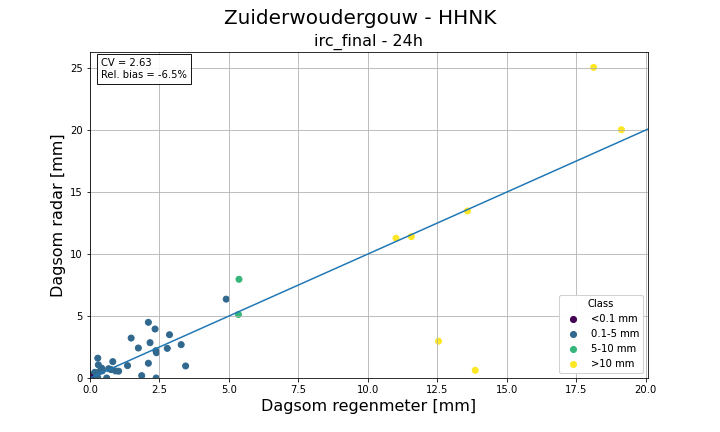 Zuiderwoudergouw - HHNK
irc_final - 24h
CV = 2.63
Rel. bias = -6.5%
Dagsom radar [mm]
25
20
15
10
5
0
0.0 2.5 5.0 7.5 10.0 12.5 15.0 17.5 20.0
Dagsom regenmeter [mm]
Class
<0.1 mm
0.1-5 mm
5-10 mm
>10 mm